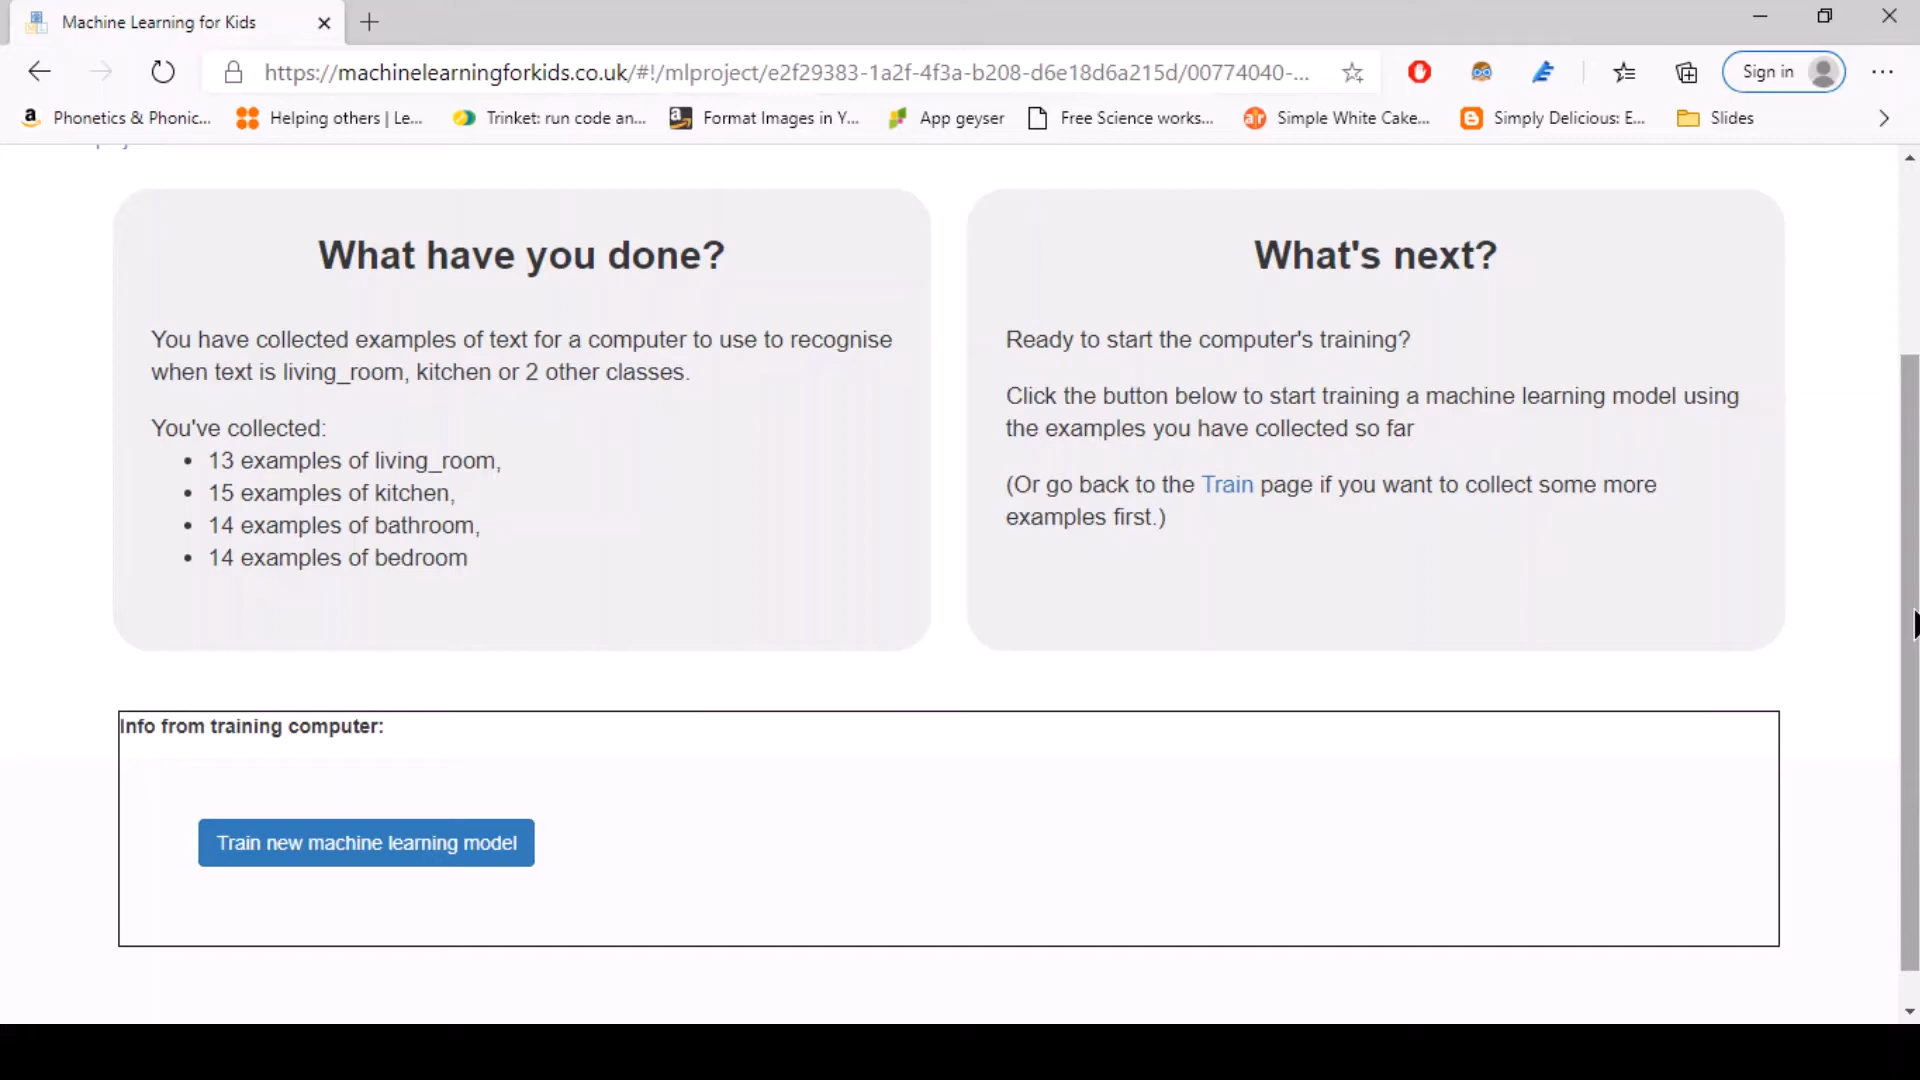 Machine Learning for Kids
https://machinelearningforkids.co.uk/#!/mlproject/e2f29383-1a2f-4f3a-b208-d6e18d6a215d/00774040-...
Sign in
Phonetics & Phonic...
Helping others | Le...
Trinket: run code an...
Format Images in Y...
App geyser
Free Science works...
Simple White Cake...
Simply Delicious: E...
Slides
What have you done?
You have collected examples of text for a computer to use to recognise
when text is living_room, kitchen or 2 other classes.
You've collected:
• 13 examples of living_room,
• 15 examples of kitchen,
• 14 examples of bathroom,
• 14 examples of bedroom
What's next?
Ready to start the computer's training?
Click the button below to start training a machine learning model using
the examples you have collected so far
(Or go back to the Train page if you want to collect some more
examples first.)
Info from training computer:
Train new machine learning model